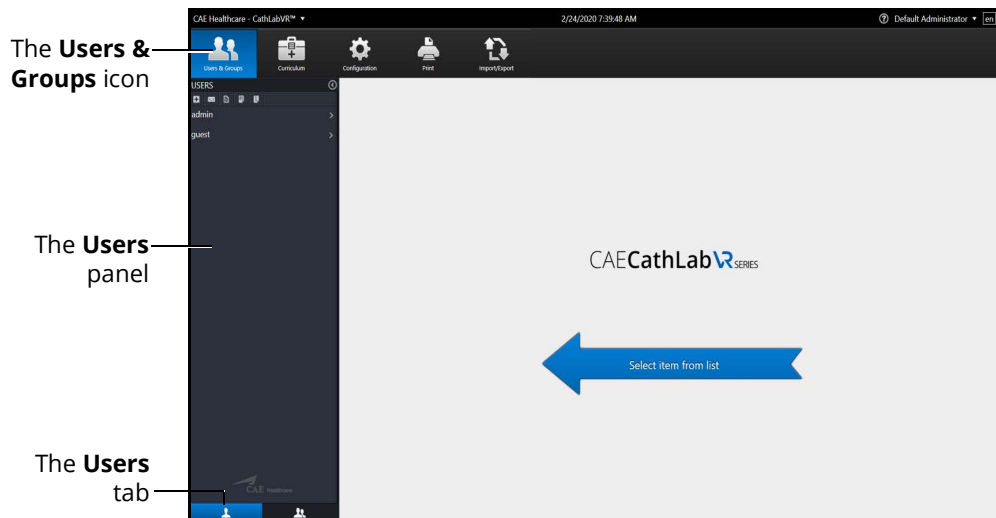 CAE Healthcare - CathLabVR™
2/24/2020 7:39:48 AM
Default Administrator
en
The Users &
Groups icon
Users & Groups
Curriculum
Configuration
Print
Import/Export
USERS
admin
guest
The Users
panel
CAECathLabVR SERIES
Select item from list
The Users
tab
CAE Healthcare